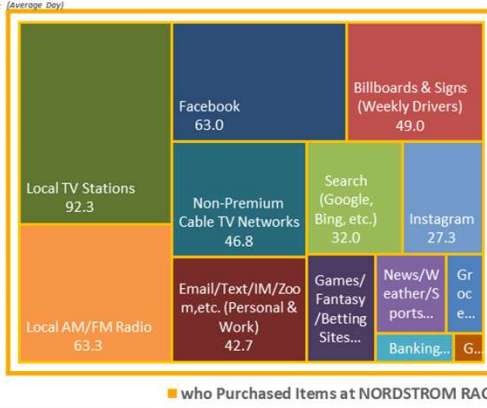 (Average Day)
Local TV Stations
92.3
Facebook
63.0
Billboards & Signs
(Weekly Drivers)
49.0
Non-Premium
Cable TV Networks
46.8
Search
(Google,
Bing, etc.)
32.0
Instagram
27.3
Local AM/FM Radio
63.3
Email/Text/IM/Zoo
m,etc. (Personal &
Work)
42.7
Games/
Fantasy
/Betting
Sites...
News/W
eather/S
ports...
Gr
oce
e...
Banking...
G...
who Purchased Items at NORDSTROM RAC